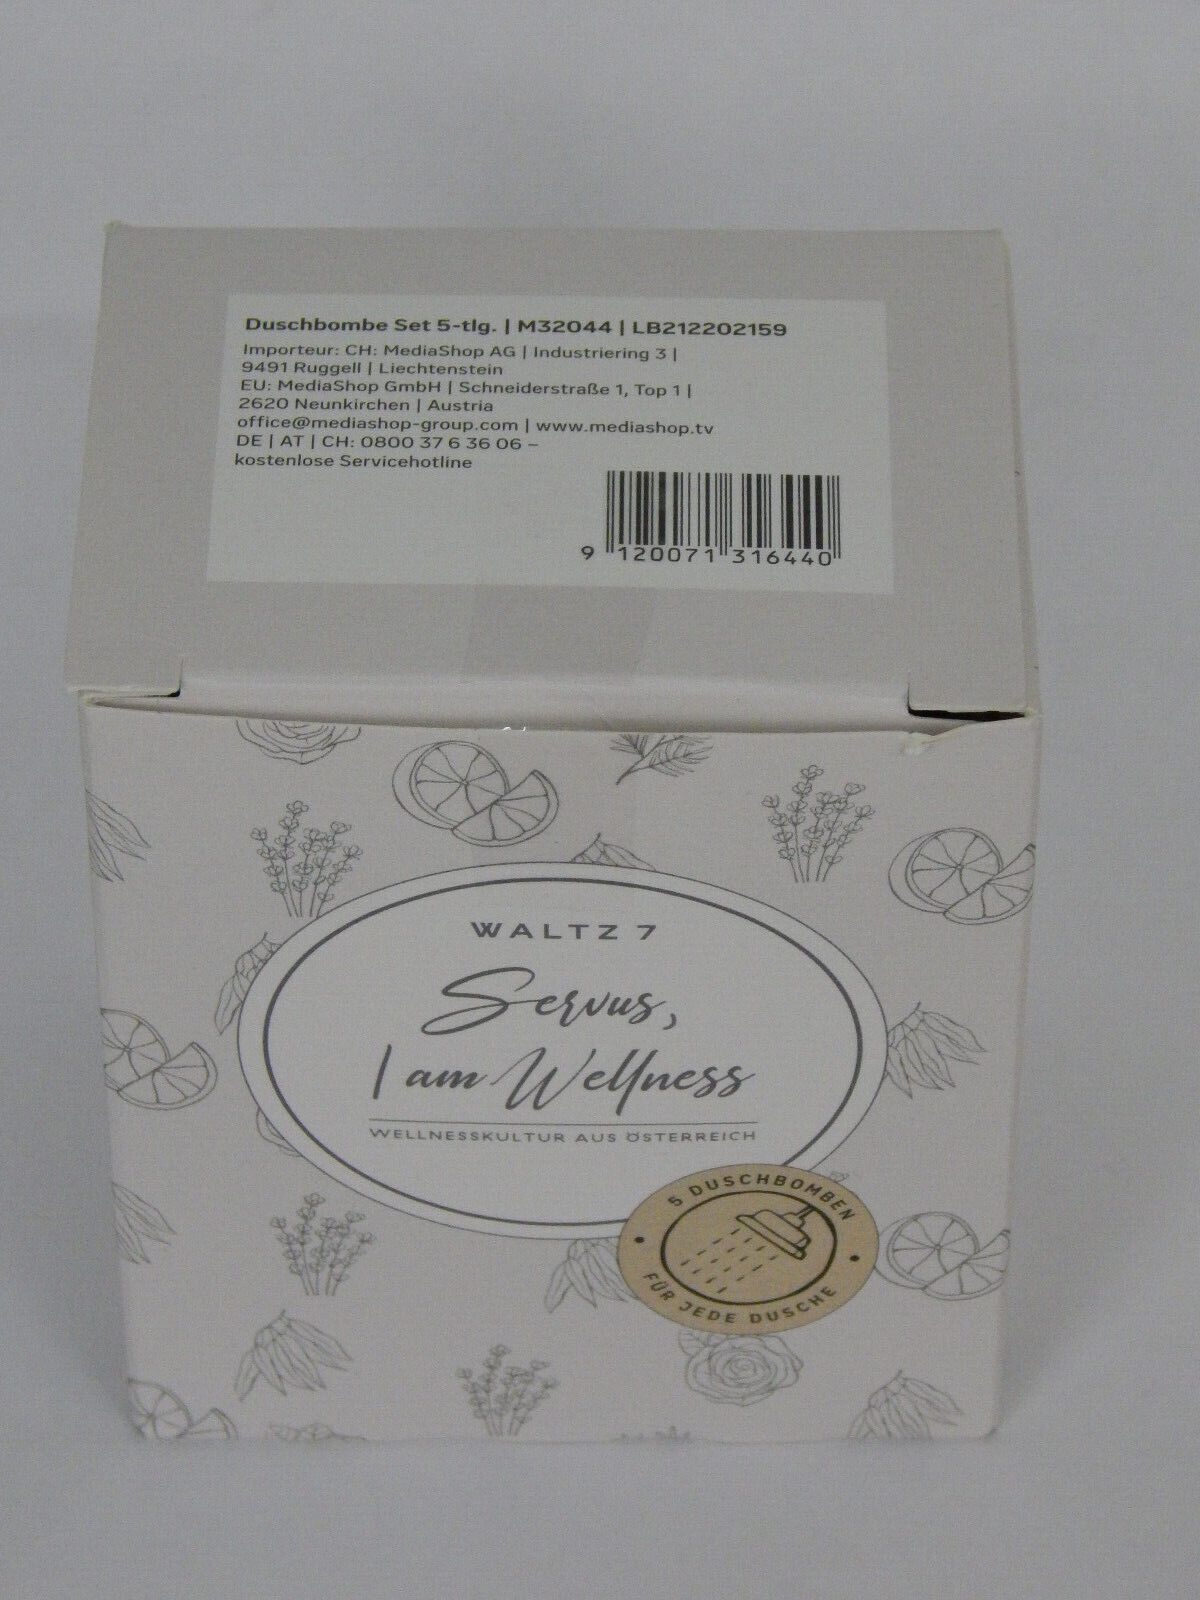 Duschbombe Set 5-tlg. | M32044 | LB212202159
Importeur: CH: MediaShop AG | Industriering 3 |
9491 Ruggell | Liechtenstein
EU: MediaShop GmbH | Schneiderstraße 1, Top 1 |
2620 Neunkirchen | Austria
office@mediashop-group.com | www.mediashop.tv
DE | AT | CH: 0800 37 6 36 06 –
kostenlose Servicehotline
9 120071 316440
WALTZ 7
Servus,
I am Wellness
WELLNESSKULTUR AUS ÖSTERREICH
5 DUSCHBOMBEN
FÜR JEDE DUSCHE